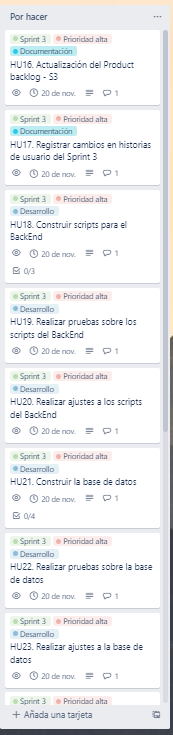 Por hacer
Sprint 3 Prioridad alta
Documentación
HU16. Actualización del Product
backlog - S3
20 de nov. 1
Sprint 3 Prioridad alta
Documentación
HU17. Registrar cambios en historias
de usuario del Sprint 3
20 de nov. 1
Sprint 3 Prioridad alta
Desarrollo
HU18. Construir scripts para el
BackEnd
20 de nov. 1
0/3
Sprint 3 Prioridad alta
Desarrollo
HU19. Realizar pruebas sobre los
scripts del BackEnd
20 de nov. 1
Sprint 3 Prioridad alta
Desarrollo
HU20. Realizar ajustes a los scripts
del BackEnd
20 de nov. 1
Sprint 3 Prioridad alta
Desarrollo
HU21. Construir la base de datos
20 de nov. 1
0/4
Sprint 3 Prioridad alta
Desarrollo
HU22. Realizar pruebas sobre la base
de datos
20 de nov. 1
Sprint 3 Prioridad alta
Desarrollo
HU23. Realizar ajustes a la base de
datos
20 de nov. 1
Sprint 3 Prioridad alta
+ Añada una tarjeta